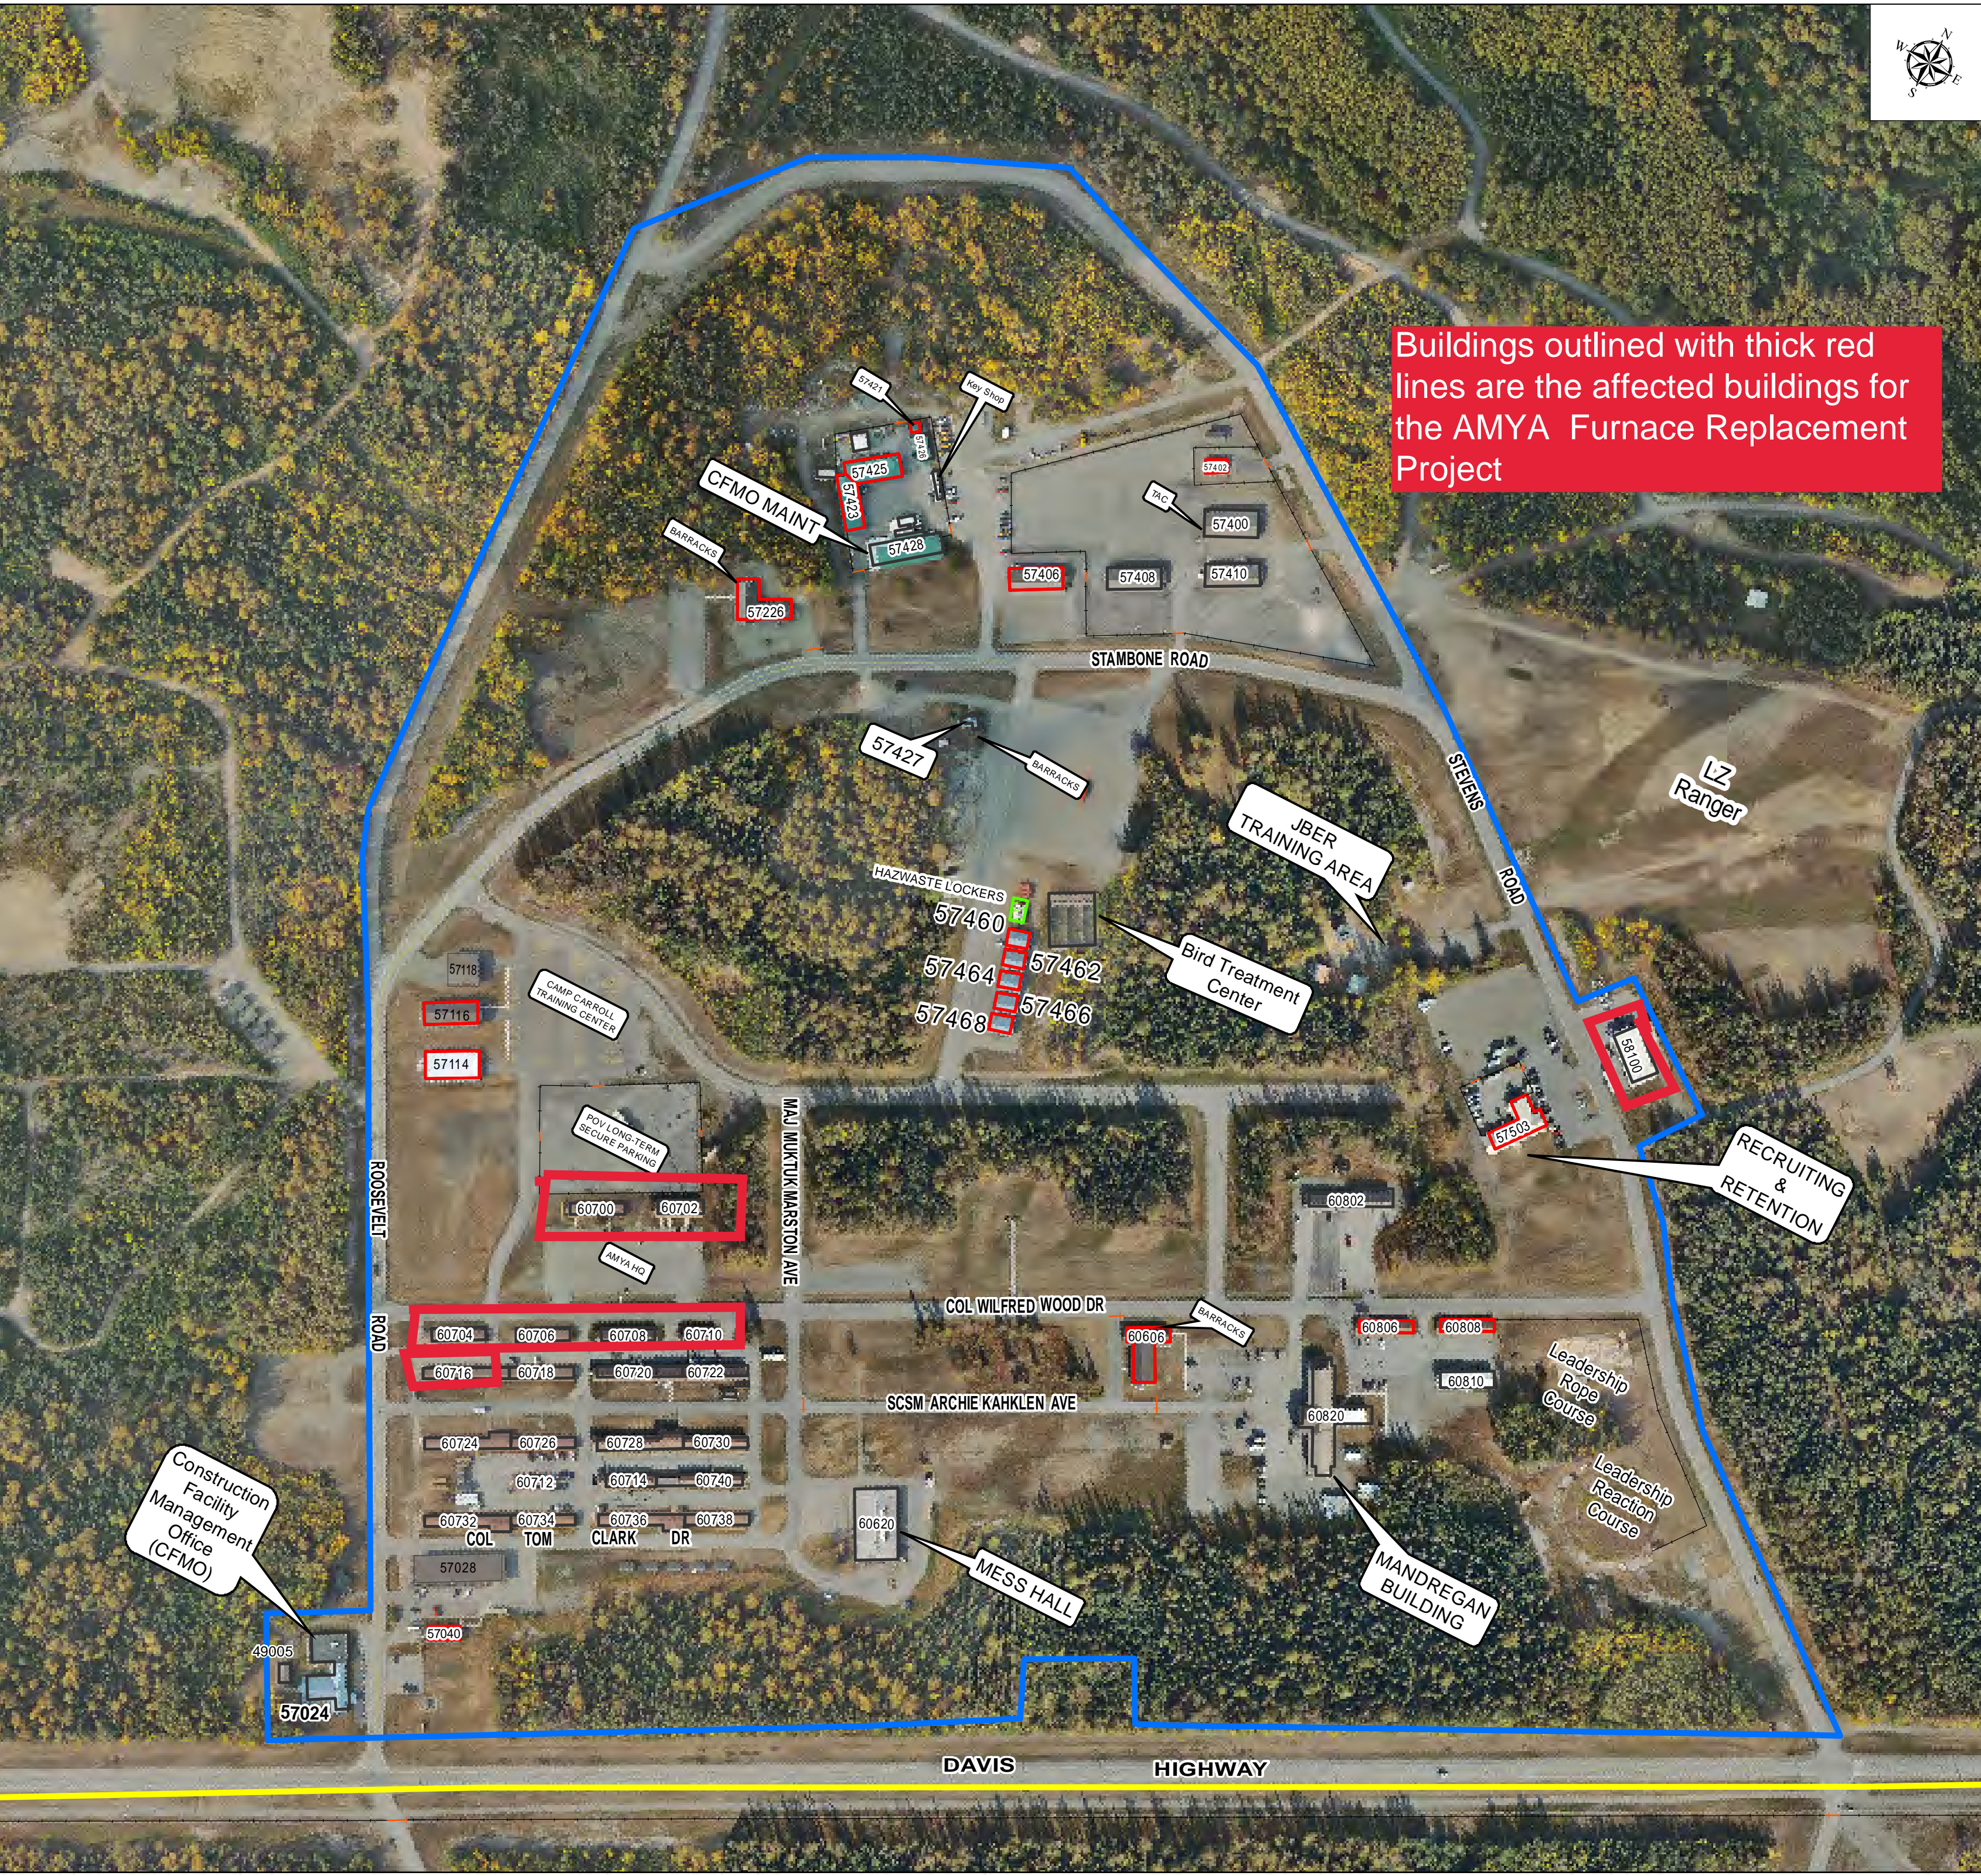 N
W
E
S
Buildings outlined with thick red
lines are the affected buildings for
the AMYA Furnace Replacement
Project
57421
Key Shop
57426
57425
57423
CFMO MAINT
57428
BARRACKS
57226
57402
TAC
57400
57406
57408
57410
STAMBONE ROAD
57427
BARRACKS
STEVENS
ROAD
LZ
Ranger
JBER
TRAINING AREA
HAZWASTE LOCKERS
57460
57462
57464
57466
57468
Bird Treatment
Center
57118
57116
57114
CAMP CARROLL
TRAINING CENTER
POV LONG-TERM
SECURE PARKING
58100
57503
RECRUITING
&
RETENTION
ROOSEVELT
ROAD
MAJ MUKTUK MARSTON AVE
60700
60702
AMYA HQ
60802
COL WILFRED WOOD DR
60704
60706
60708
60710
60606
BARRACKS
60806
60808
60716
60718
60720
60722
60810
Leadership
Rope
Course
SCSM ARCHIE KAHKLEN AVE
60820
60724
60726
60728
60730
60712
60714
60740
Leadership
Reaction
Course
60732
60734
60736
60738
COL TOM CLARK DR
60620
MESS HALL
MANDREGAN
BUILDING
Construction
Facility
Management
Office
(CFMO)
57028
57040
49005
57024
DAVIS HIGHWAY